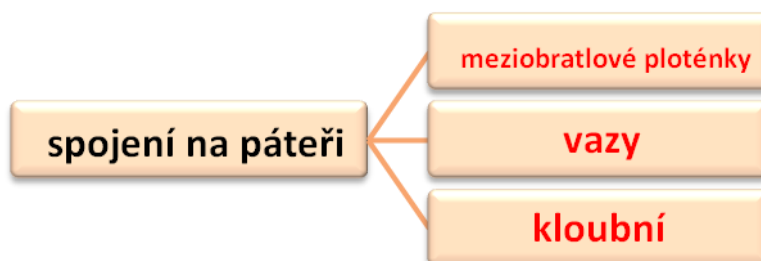 meziobratlové ploténky
spojení na páteři
vazy
kloubní